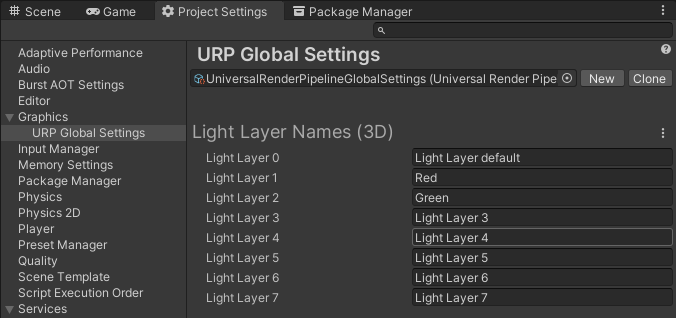 Scene Game Project Settings Package Manager
Adaptive Performance
Audio
Burst AOT Settings
Editor
Graphics
URP Global Settings
Input Manager
Memory Settings
Package Manager
Physics
Physics 2D
Player
Preset Manager
Quality
Scene Template
Script Execution Order
Services
URP Global Settings
UniversalRenderPipelineGlobalSettings (Universal Render Pipe New Clone
Light Layer Names (3D)
Light Layer 0 Light Layer default
Light Layer 1 Red
Light Layer 2 Green
Light Layer 3 Light Layer 3
Light Layer 4 Light Layer 4
Light Layer 5 Light Layer 5
Light Layer 6 Light Layer 6
Light Layer 7 Light Layer 7